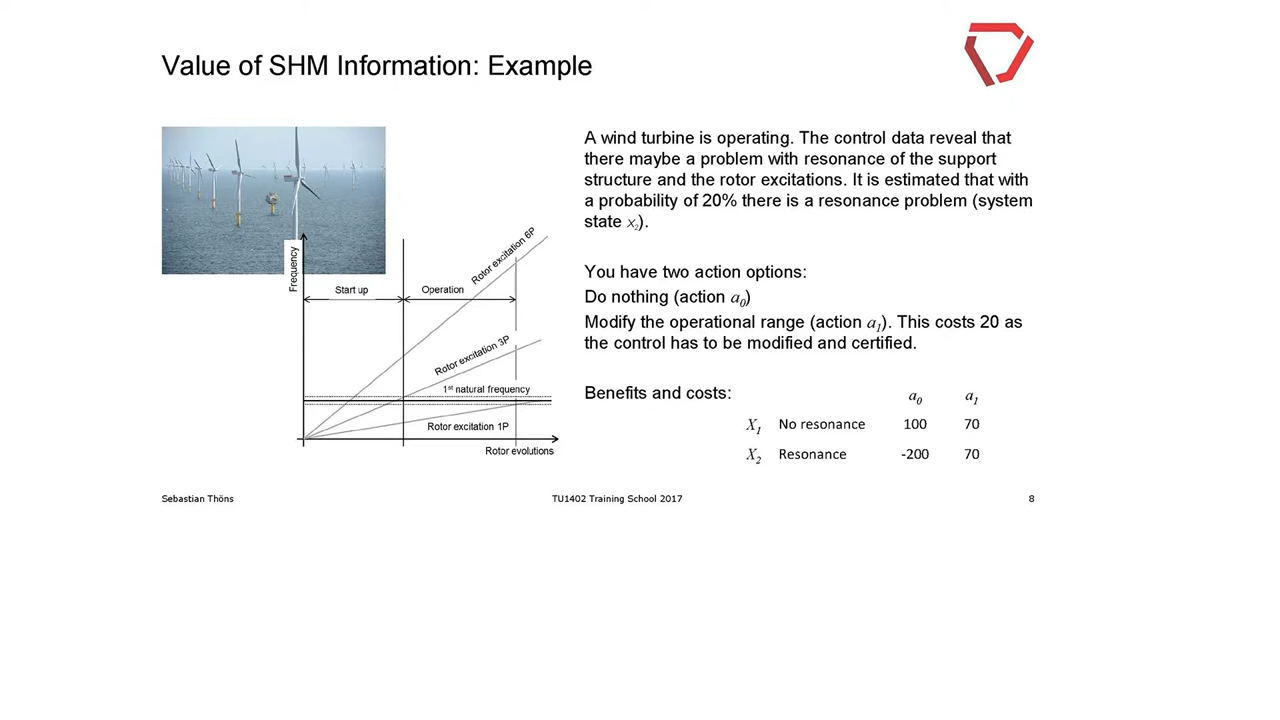 Value of SHM Information: Example
A wind turbine is operating. The control data reveal that
there maybe a problem with resonance of the support
structure and the rotor excitations. It is estimated that with
a probability of 20% there is a resonance problem (system
state x2).
You have two action options:
Do nothing (action a0)
Modify the operational range (action a1). This costs 20 as
the control has to be modified and certified.
Benefits and costs:
a0 a1
X1 No resonance 100 70
X2 Resonance -200 70
Frequency
Start up
Operation
Rotor excitation 6P
Rotor excitation 3P
1st natural frequency
Rotor excitation 1P
Rotor evolutions
Sebastian Thöns
TU1402 Training School 2017
8